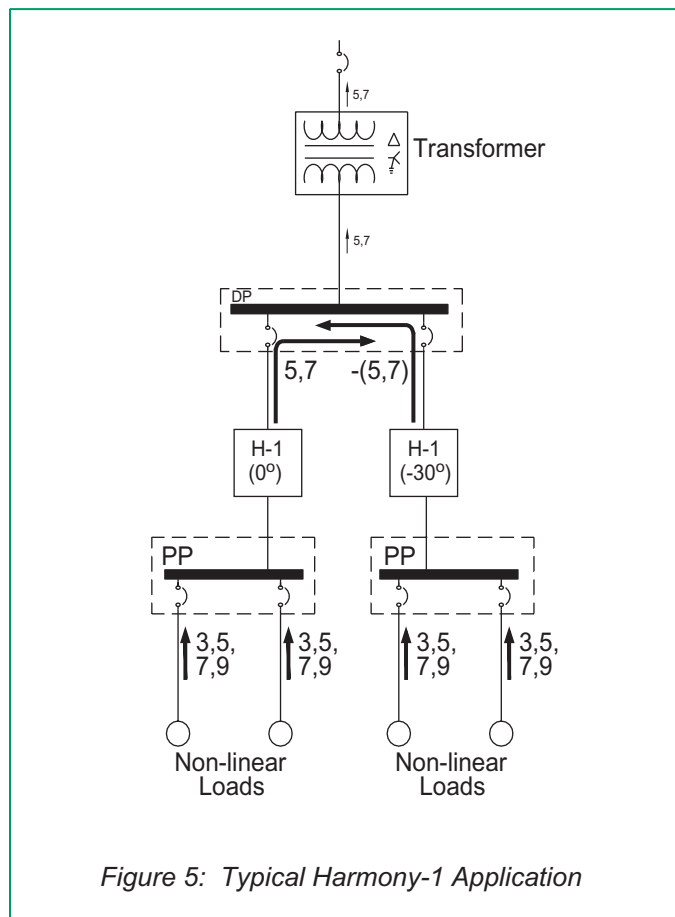 5,7
Δ
Transformer
5,7
DP
5,7
-(5,7)
H-1
(0º)
H-1
(-30º)
PP
PP
3,5,
7,9
3,5,
7,9
3,5,
7,9
3,5,
7,9
Non-linear
Loads
Non-linear
Loads
Figure 5: Typical Harmony-1 Application